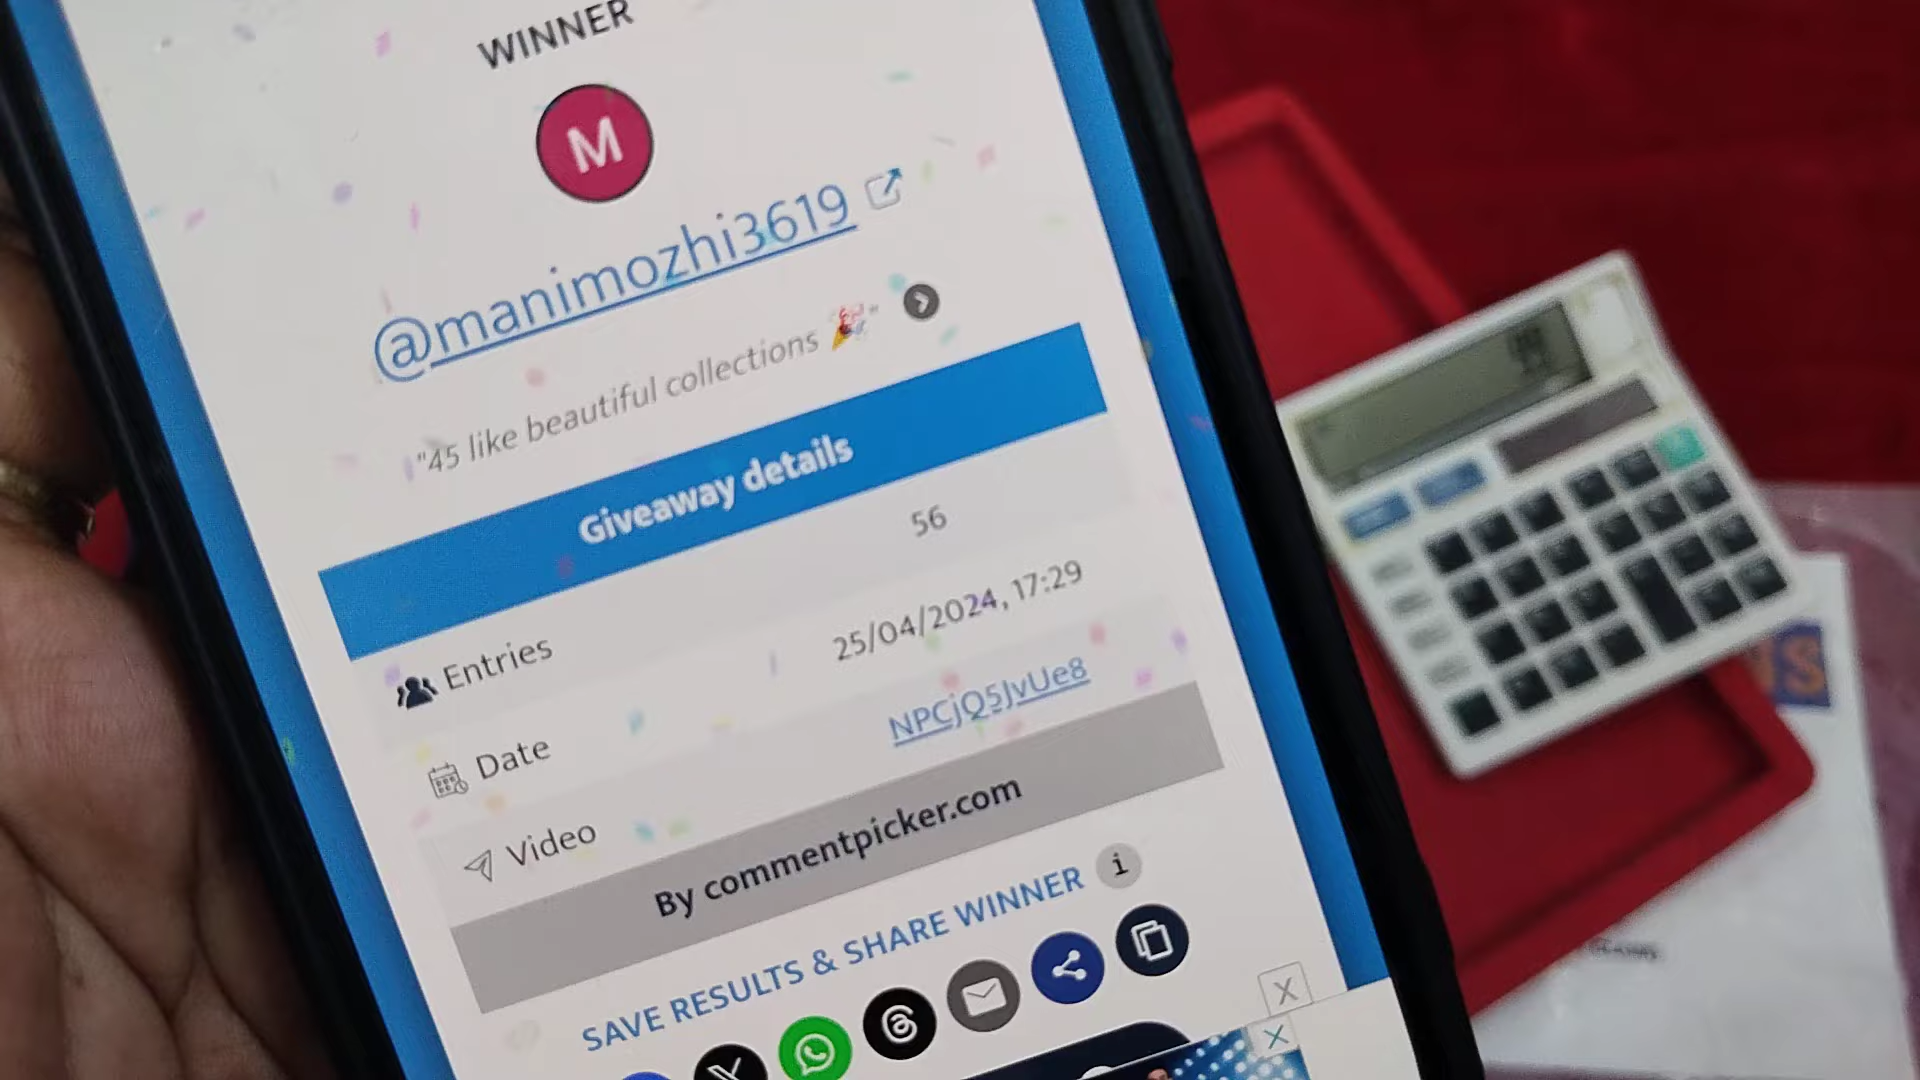 WINNER
M
@manimozhi3619
"45 like beautiful collections 🎉"
Giveaway details
Entries 56
Date 25/04/2024, 17:29
Video NPCjQ5JvUe8
By commentpicker.com
SAVE RESULTS & SHARE WINNER i
X
X